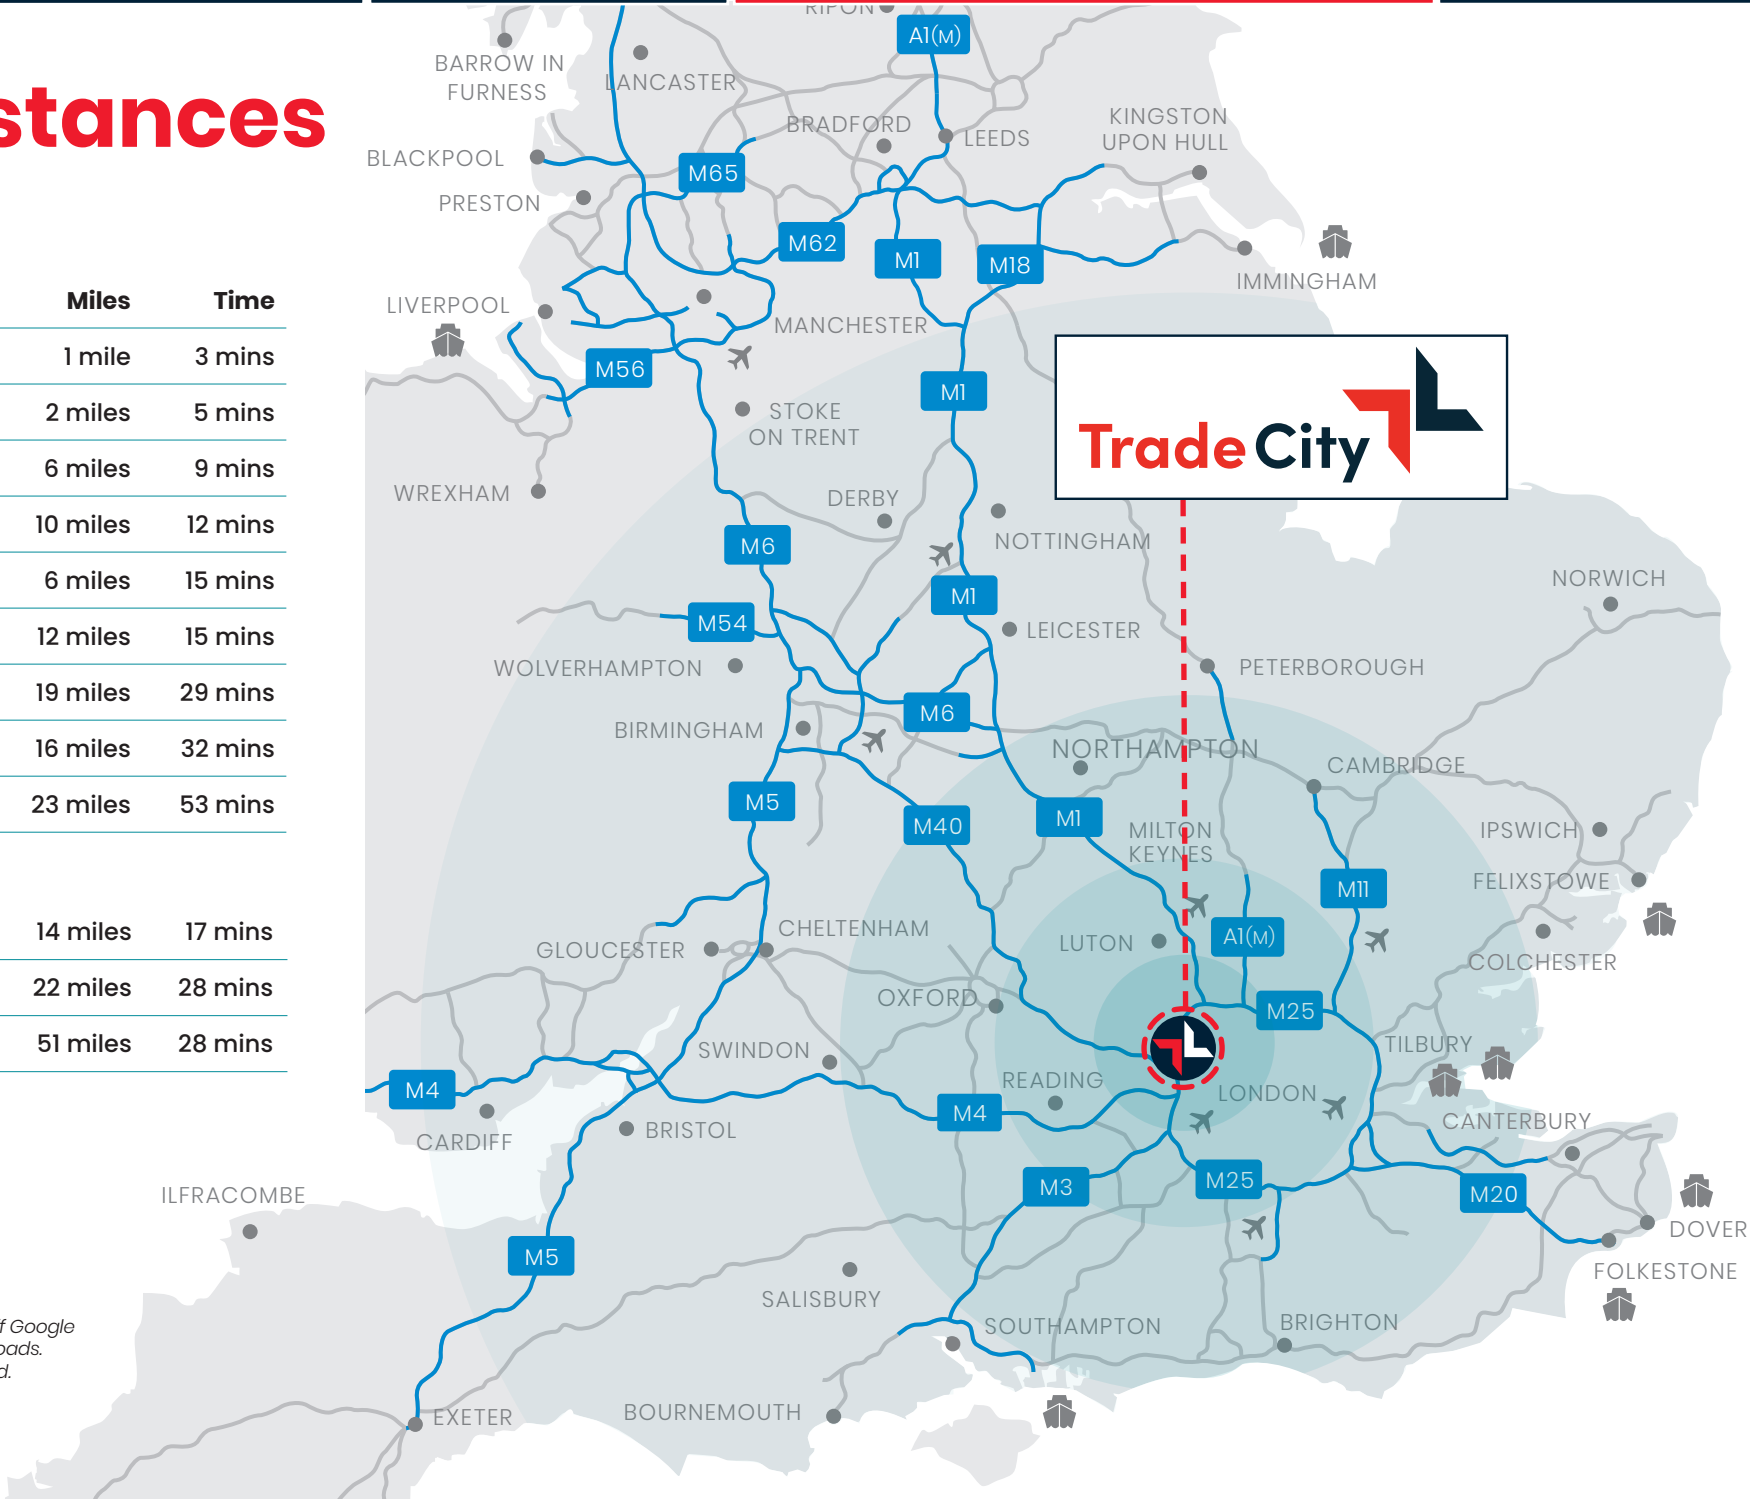 stances
Miles Time
1 mile 3 mins
2 miles 5 mins
6 miles 9 mins
10 miles 12 mins
6 miles 15 mins
12 miles 15 mins
19 miles 29 mins
16 miles 32 mins
23 miles 53 mins
14 miles 17 mins
22 miles 28 mins
51 miles 28 mins
f Google
oads.
d.
RIPON
A1(M)
BARROW IN
FURNESS
LANCASTER
BRADFORD
LEEDS
KINGSTON
UPON HULL
BLACKPOOL
M65
PRESTON
M62
M1
M18
IMMINGHAM
LIVERPOOL
MANCHESTER
M56
M1
STOKE
ON TRENT
Trade City
WREXHAM
DERBY
NOTTINGHAM
M6
NORWICH
M1
M54
LEICESTER
WOLVERHAMPTON
PETERBOROUGH
M6
BIRMINGHAM
NORTHAMPTON
CAMBRIDGE
M5
M40
M1
MILTON
KEYNES
IPSWICH
M11
FELIXSTOWE
CHELTENHAM
GLOUCESTER
LUTON
A1(M)
COLCHESTER
OXFORD
M25
SWINDON
TILBURY
M4
READING
LONDON
M4
CARDIFF
BRISTOL
CANTERBURY
M3
M25
M20
ILFRACOMBE
DOVER
M5
FOLKESTONE
SALISBURY
SOUTHAMPTON
BRIGHTON
EXETER
BOURNEMOUTH